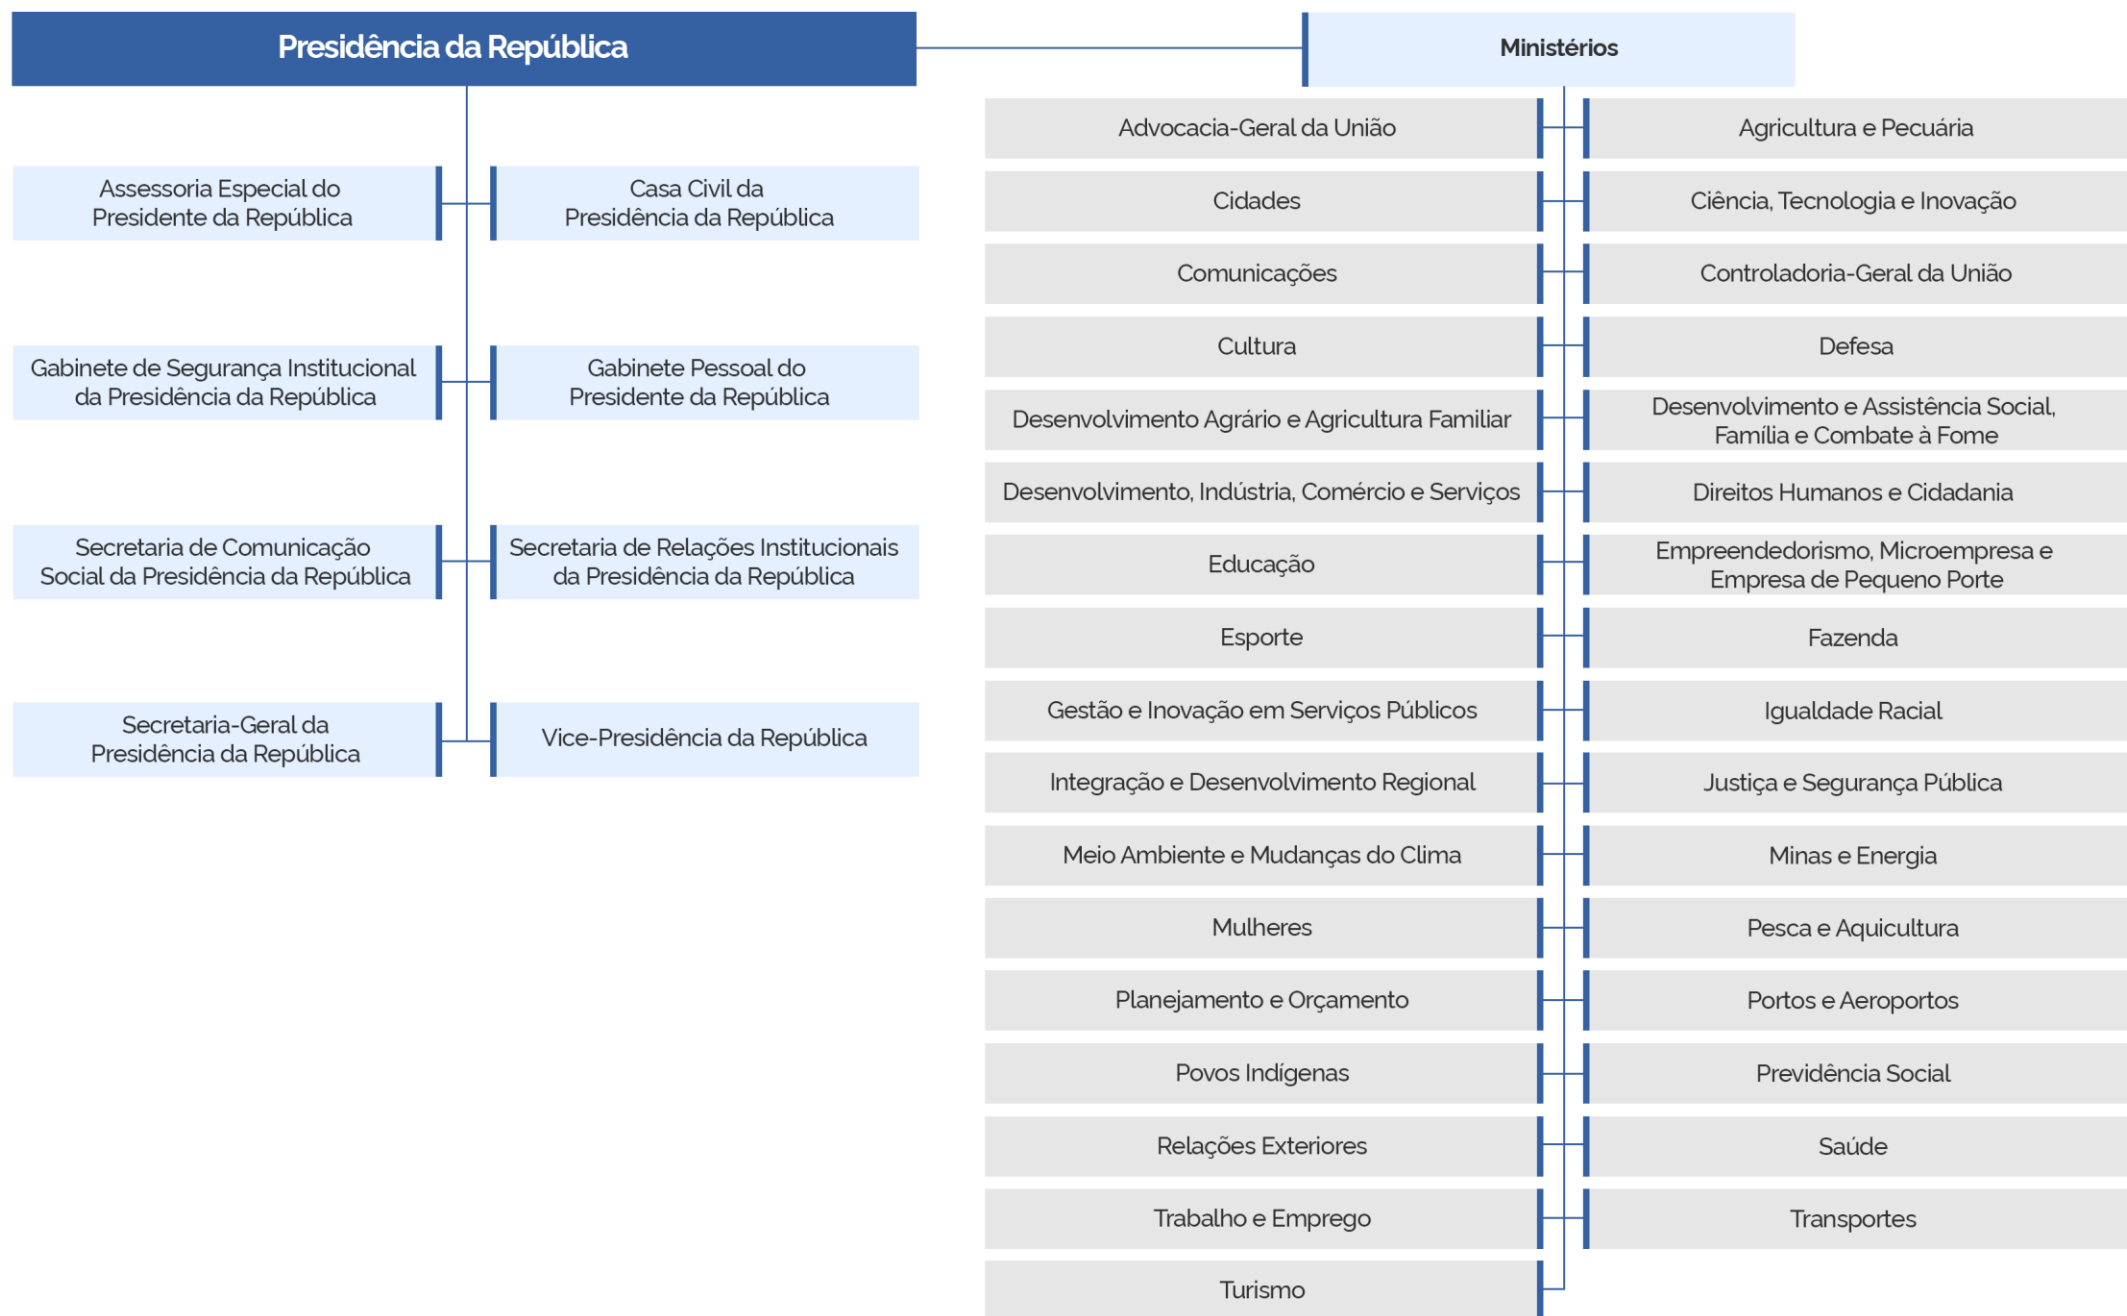 Presidência da República
Assessoria Especial do
Presidente da República
Casa Civil da
Presidência da República
Gabinete de Segurança Institucional
da Presidência da República
Gabinete Pessoal do
Presidente da República
Secretaria de Comunicação
Social da Presidência da República
Secretaria de Relações Institucionais
da Presidência da República
Secretaria-Geral da
Presidência da República
Vice-Presidência da República
Ministérios
Advocacia-Geral da União
Agricultura e Pecuária
Cidades
Ciência, Tecnologia e Inovação
Comunicações
Controladoria-Geral da União
Cultura
Defesa
Desenvolvimento Agrário e Agricultura Familiar
Desenvolvimento e Assistência Social,
Família e Combate à Fome
Desenvolvimento, Indústria, Comércio e Serviços
Direitos Humanos e Cidadania
Educação
Empreendedorismo, Microempresa e
Empresa de Pequeno Porte
Esporte
Fazenda
Gestão e Inovação em Serviços Públicos
Igualdade Racial
Integração e Desenvolvimento Regional
Justiça e Segurança Pública
Meio Ambiente e Mudanças do Clima
Minas e Energia
Mulheres
Pesca e Aquicultura
Planejamento e Orçamento
Portos e Aeroportos
Povos Indígenas
Previdência Social
Relações Exteriores
Saúde
Trabalho e Emprego
Transportes
Turismo